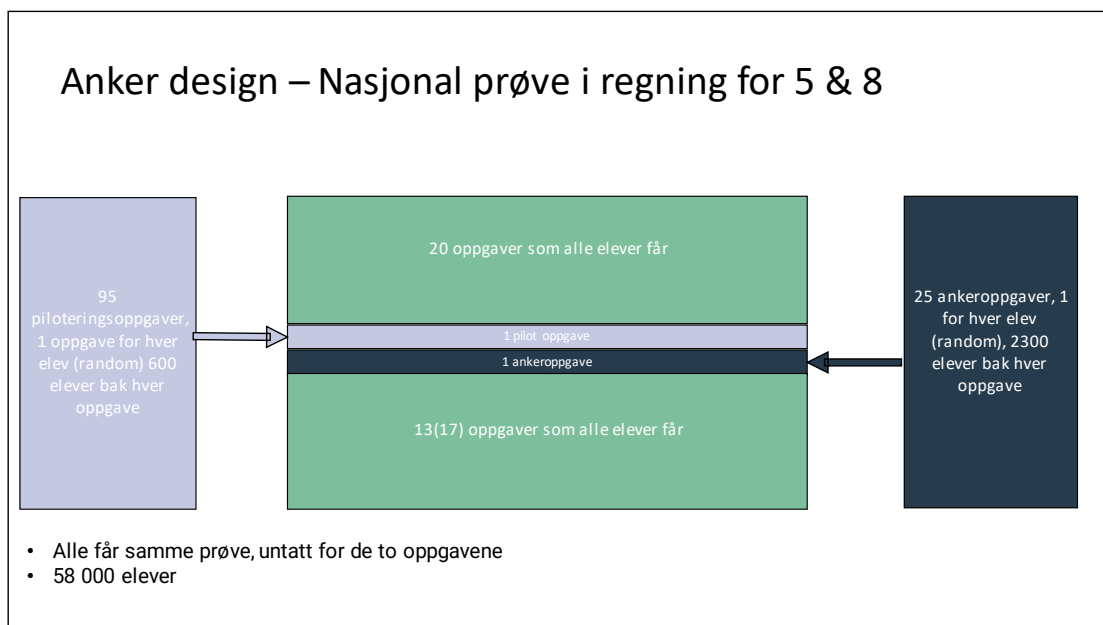 Anker design – Nasjonal prøve i regning for 5 & 8
95
piloteringsoppgaver,
1 oppgave for hver
elev (random) 600
elever bak hver
oppgave
20 oppgaver som alle elever får
1 pilot oppgave
1 ankeroppgave
13(17) oppgaver som alle elever får
25 ankeroppgaver, 1
for hver elev
(random), 2300
elever bak hver
oppgave
• Alle får samme prøve, untatt for de to oppgavene
• 58 000 elever